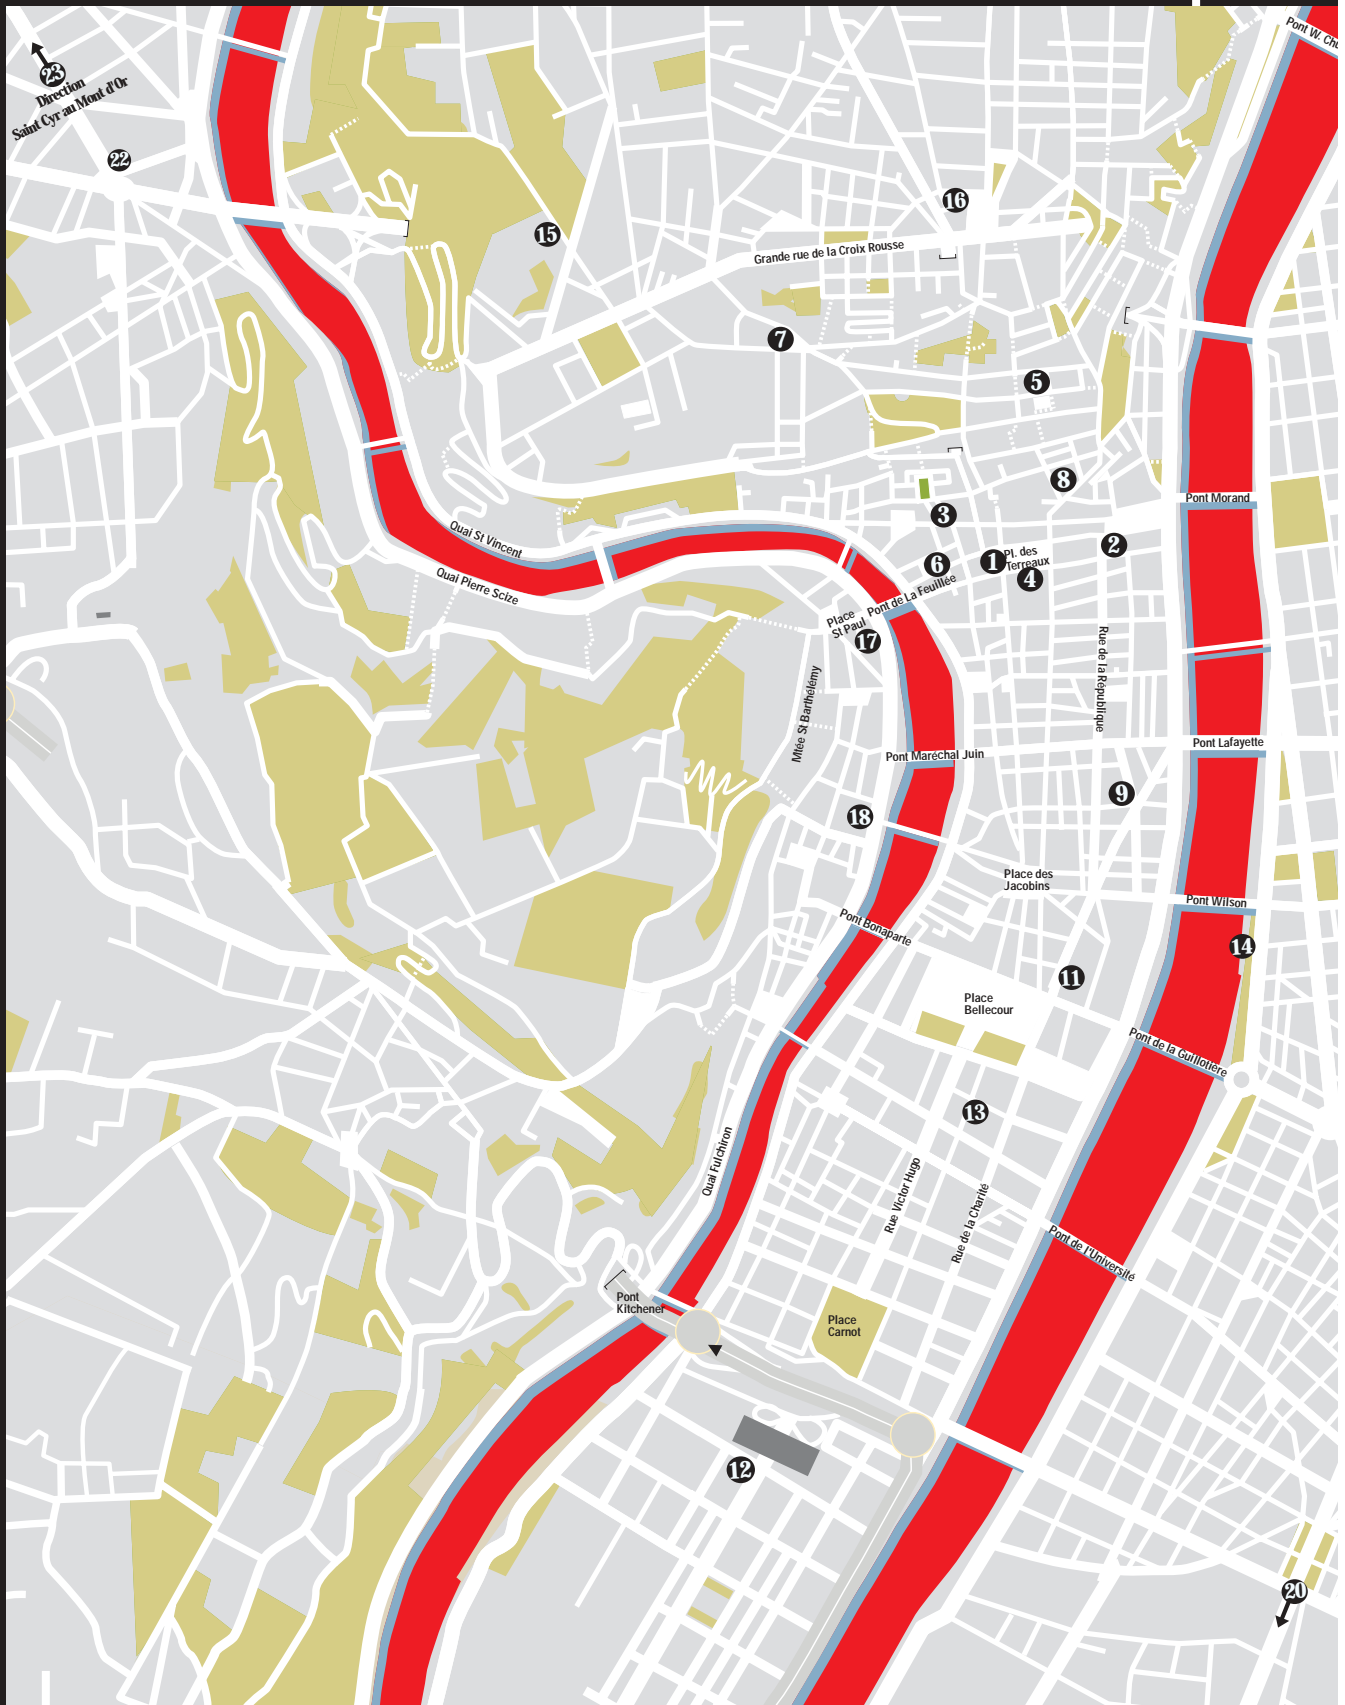 Pont W. Chu
23
Direction
Saint Cyr au Mont d'Or
22
16
15
Grande rue de la Croix Rousse
7
5
8
Pont Morand
3
Quai St Vincent
2
1
Pl. des
Terreaux
6
4
Quai Pierre Scize
Pont de La Feuillée
Place
St Paul
17
Rue de la République
Mtée St Barthélémy
Pont Lafayette
Pont Maréchal Juin
9
18
Place des
Jacobins
Pont Wilson
Pont Bonaparte
14
11
Place
Bellecour
Pont de la Guillotière
13
Quai Fulchiron
Rue Victor Hugo
Rue de la Charité
Pont de l'Université
Pont
Kitchener
Place
Carnot
12
20